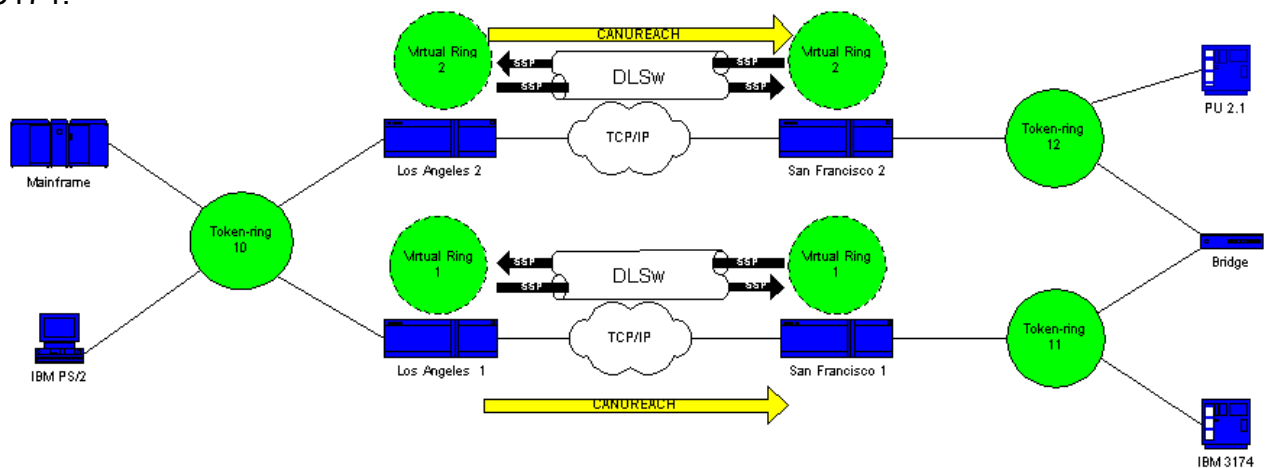 CANUREACH
Virtual Ring
2
SSP
SSP
DLSw
SSP
SSP
Virtual Ring
2
PU 2.1
Mainframe
Los Angeles 2
TCP/IP
San Francisco 2
Token-ring
12
Token-ring
10
Virtual Ring
1
SSP
SSP
DLSw
SSP
SSP
Virtual Ring
1
Bridge
IBM PS/2
Los Angeles 1
TCP/IP
San Francisco 1
Token-ring
11
CANUREACH
IBM 3174